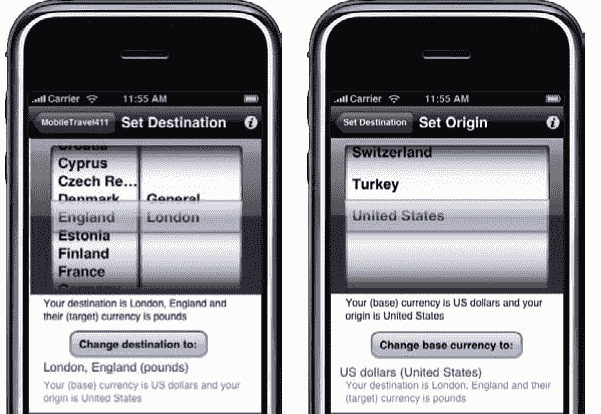 Carrier
11:55 AM
MobileTravel411
Set Destination
Croatia
Cyprus
Czech Re...
Denmark
General
England
London
Estonia
Finland
France
Germany
Your destination is London, England and
their (target) currency is pounds
Change destination to:
London, England (pounds)
Your (base) currency is US dollars and your
origin is United States
Carrier
11:55 AM
Set Destination
Set Origin
Switzerland
Turkey
United States
Your (base) currency is US dollars and your
origin is United States
Change base currency to:
US dollars (United States)
Your destination is London, England and their
(target) currency is pounds